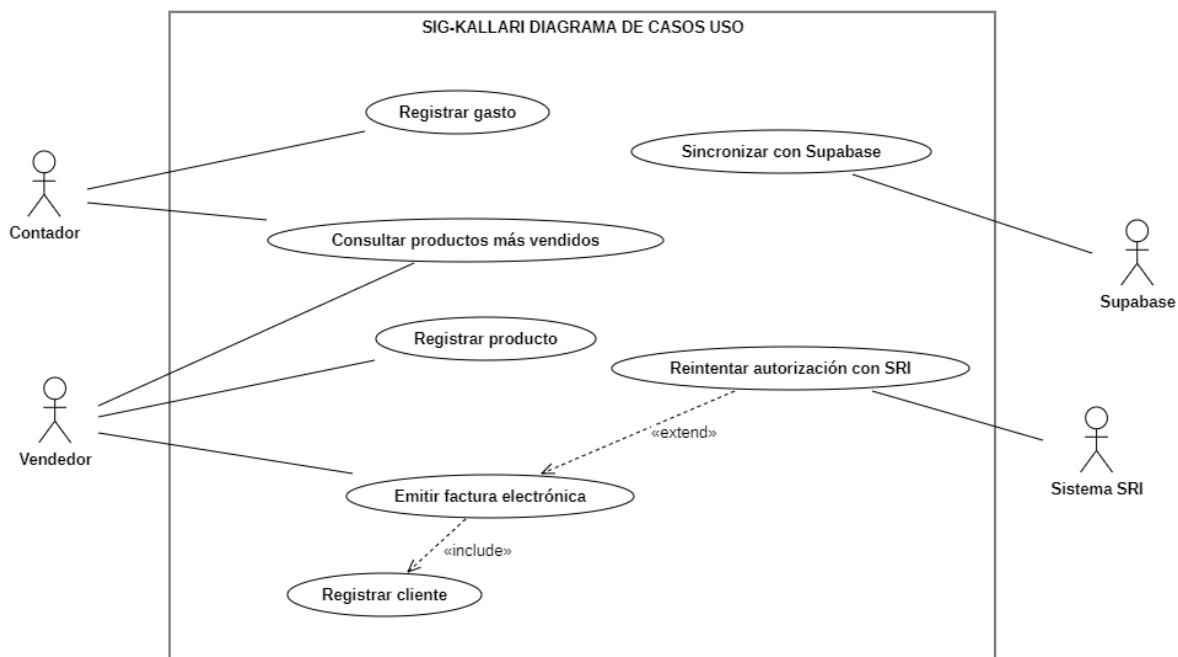 SIG-KALLARI DIAGRAMA DE CASOS USO
Registrar gasto
Sincronizar con Supabase
Contador
Consultar productos más vendidos
Supabase
Registrar producto
Reintentar autorización con SRI
«extend»
Vendedor
Sistema SRI
Emitir factura electrónica
«include»
Registrar cliente